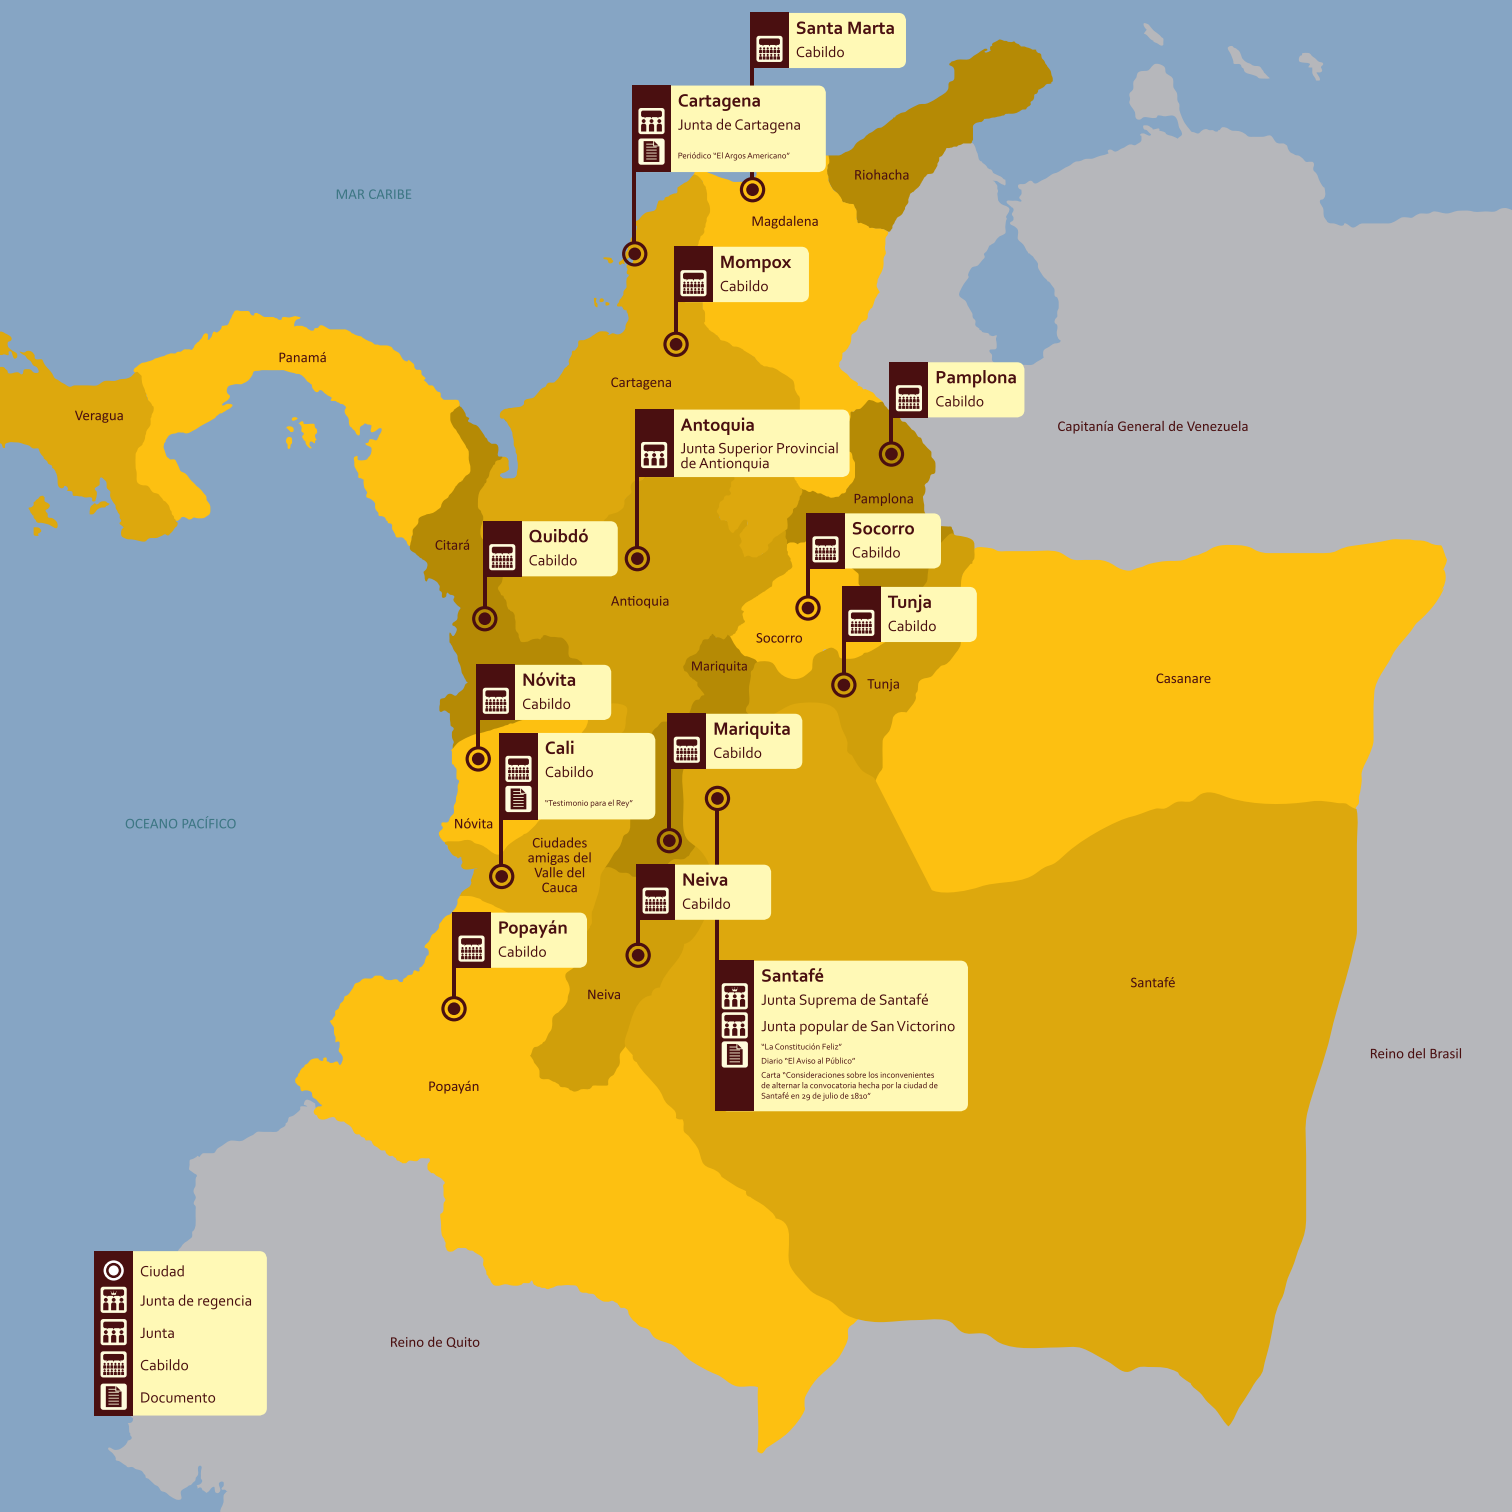 Santa Marta
Cabildo
Cartagena
Junta de Cartagena
Periódico "El Argos Americano"
Riohacha
MAR CARIBE
Magdalena
Mompox
Cabildo
Panamá
Cartagena
Pamplona
Cabildo
Veragua
Capitanía General de Venezuela
Antoquia
Junta Superior Provincial
de Antionquia
Pamplona
Socorro
Cabildo
Quibdó
Cabildo
Citará
Antioquia
Tunja
Cabildo
Socorro
Mariquita
Tunja
Casanare
Nóvita
Cabildo
Mariquita
Cabildo
Cali
Cabildo
"Testimonio para el Rey"
OCEANO PACÍFICO
Nóvita
Ciudades
amigas del
Valle del
Cauca
Neiva
Cabildo
Popayán
Cabildo
Neiva
Santafé
Junta Suprema de Santafé
Junta popular de San Victorino
"La Constitución Feliz"
Diario "El Aviso al Público"
Carta "Consideraciones sobre los inconvenientes
de alternar la convocatoria hecha por la ciudad de
Santafé en 29 de julio de 1810"
Santafé
Reino del Brasil
Popayán
Reino de Quito
Ciudad
Junta de regencia
Junta
Cabildo
Documento